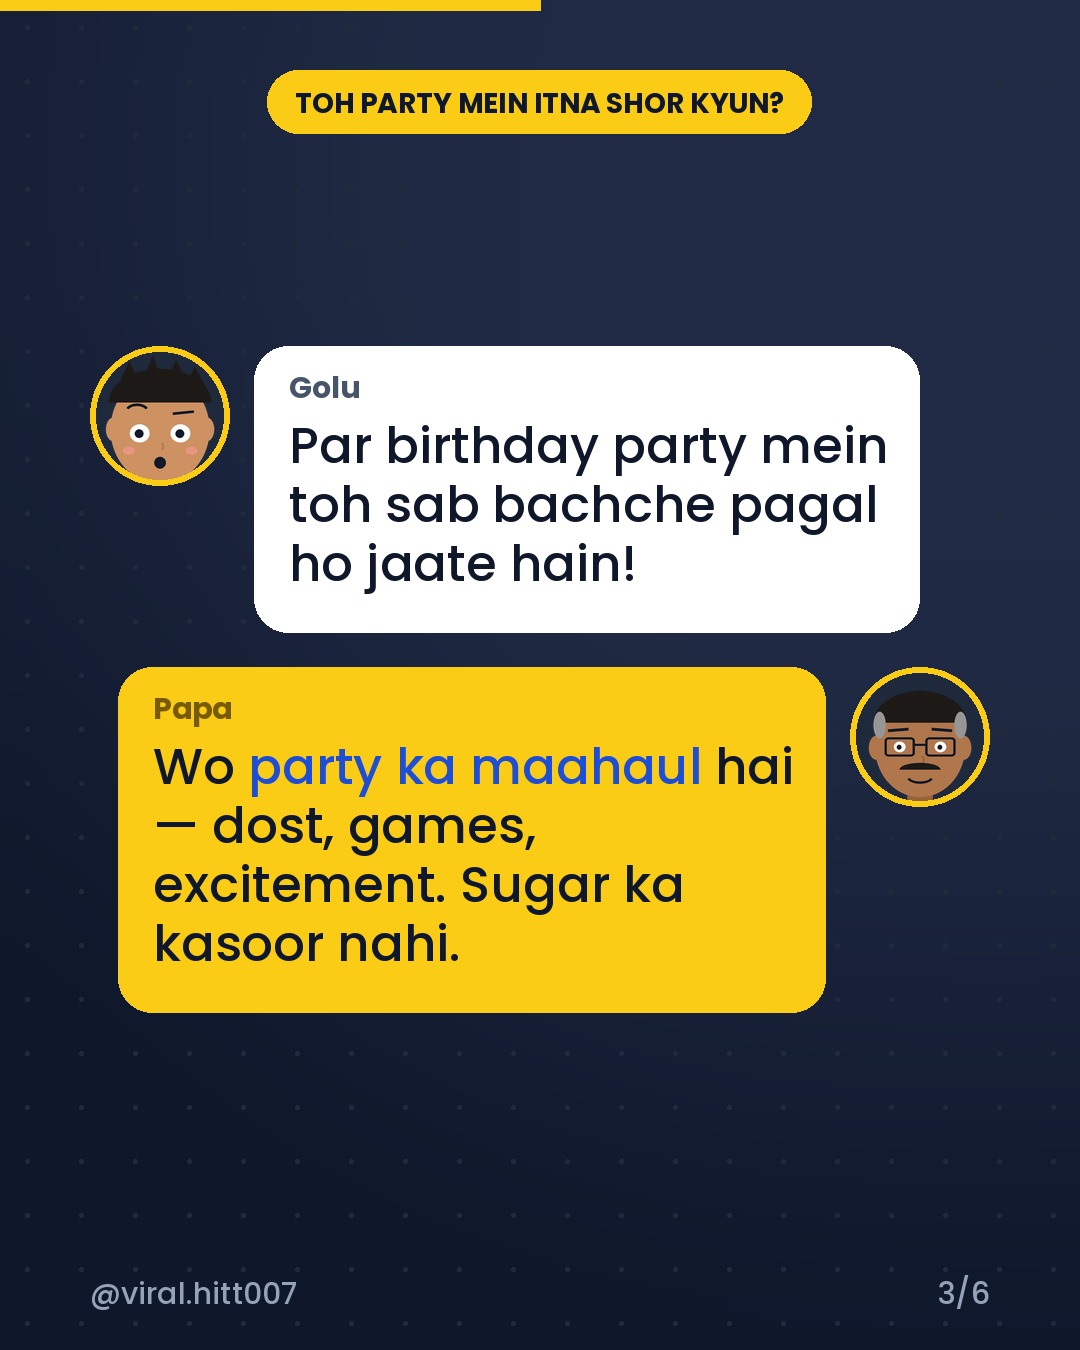 TOH PARTY MEIN ITNA SHOR KYUN?
Golu
Par birthday party mein
toh sab bachche pagal
ho jaate hain!
Papa
Wo party ka maahaul hai
— dost, games,
excitement. Sugar ka
kasoor nahi.
@viral.hitt007
3/6